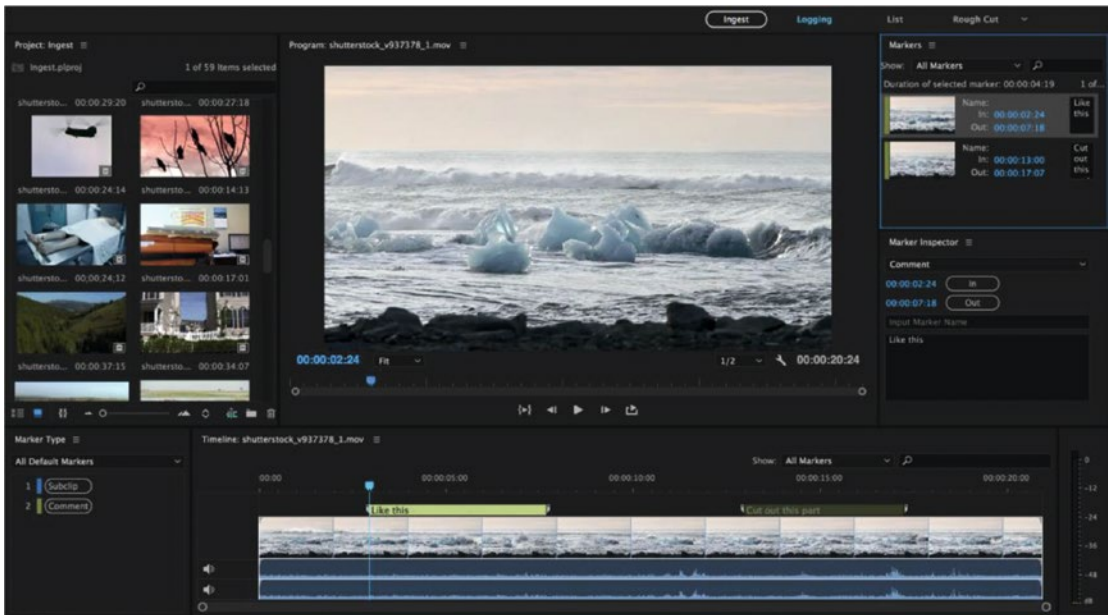 Ingest Logging List Rough Cut
Project: Ingest
Ingest.plproj 1 of 59 Items selected
shuttersto... 00:00:29:20 shuttersto... 00:00:27:18
shuttersto... 00:00:24:14 shuttersto... 00:00:14:13
shuttersto... 00;00;24;12 shuttersto... 00:00:17:01
shuttersto... 00:00:37:15 shuttersto... 00:00:34:07
Program: shutterstock_v937378_1.mov
00:00:02:24 Fit 1/2 00:00:20:24
Markers
Show: All Markers
Duration of selected marker: 00:00:04:19 1 of...
Name:
In: 00:00:02:24
Out: 00:00:07:18
Like
this
Name:
In: 00:00:13:00
Out: 00:00:17:07
Cut
out
this
Marker Inspector
Comment
00:00:02:24 In
00:00:07:18 Out
Input Marker Name
Like this
Marker Type
All Default Markers
1 Subclip
2 Comment
Timeline: shutterstock_v937378_1.mov
Show: All Markers
00:00 00:00:05:00 00:00:10:00 00:00:15:00 00:00:20:00
Like this Cut out this part
0
-12
-24
-36
-48
dB